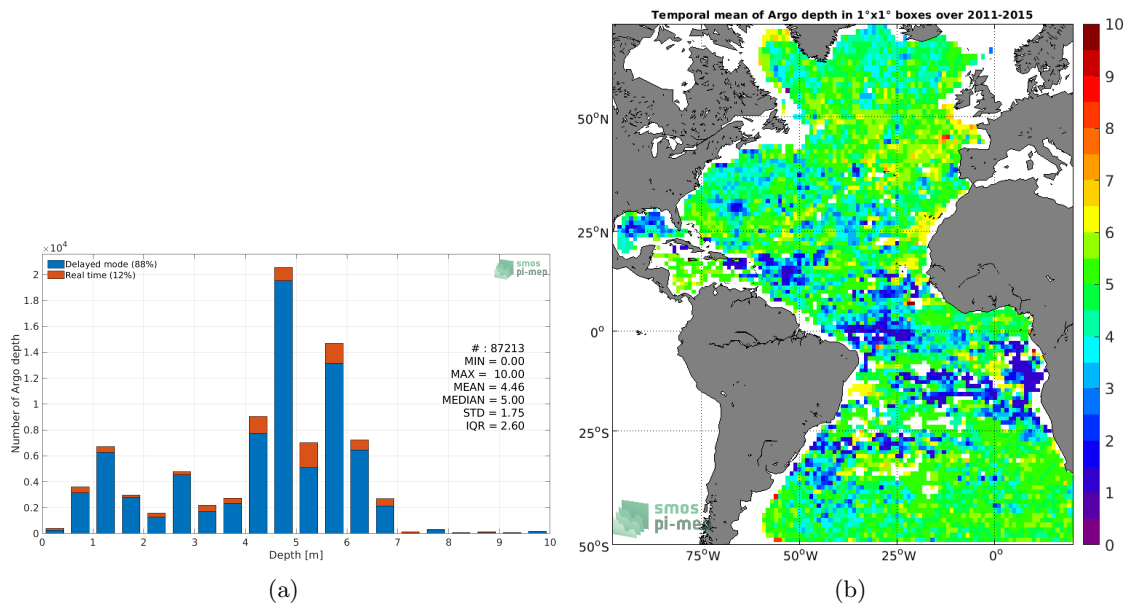 ×10⁴
Delayed mode (88%)
Real time (12%)
smos
pi-mep
2
1.8
1.6
1.4
1.2
1
0.8
0.6
0.4
0.2
0
Number of Argo depth
# : 87213
MIN = 0.00
MAX = 10.00
MEAN = 4.46
MEDIAN = 5.00
STD = 1.75
IQR = 2.60
0 1 2 3 4 5 6 7 8 9 10
Depth [m]
(a)
Temporal mean of Argo depth in 1°x1° boxes over 2011-2015
50°N
25°N
0°
25°S
50°S
75°W 50°W 25°W 0°
smos
pi-mep
10
9
8
7
6
5
4
3
2
1
0
(b)